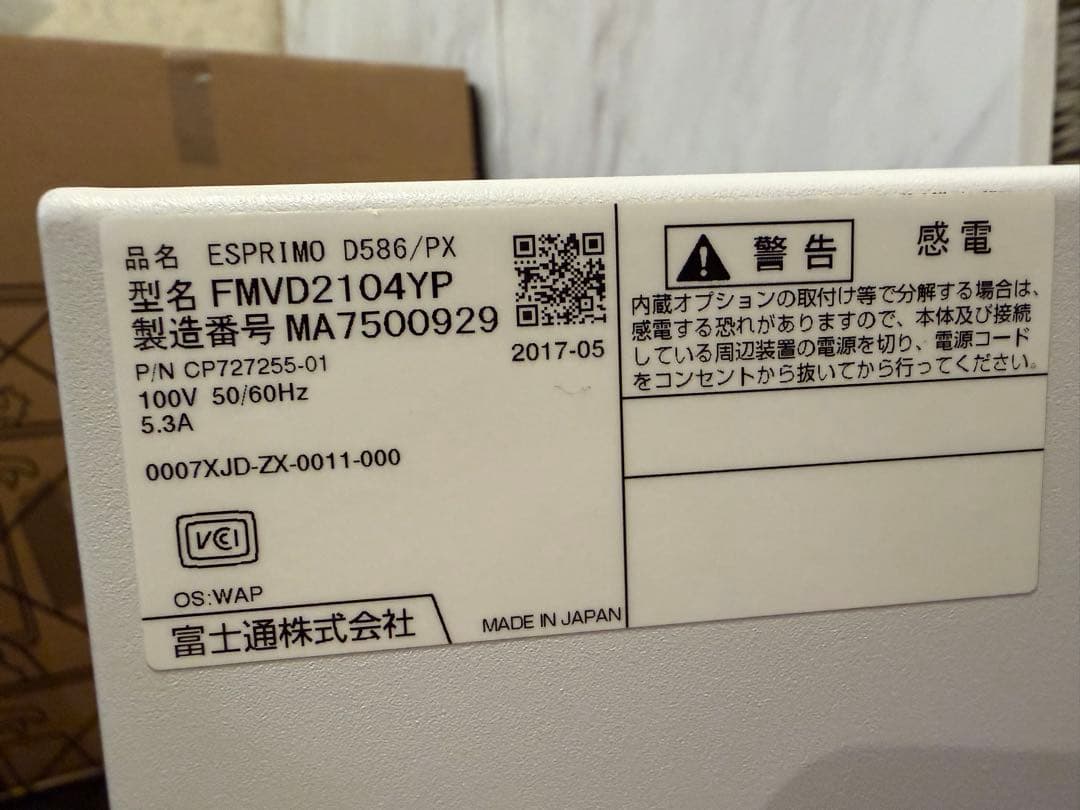 品名 ESPRIMO D586/PX
型名 FMVD2104YP
製造番号 MA7500929
2017-05
P/N CP727255-01
100V 50/60Hz
5.3A
0007XJD-ZX-0011-000
VCCI
OS:WAP
富士通株式会社
MADE IN JAPAN
警告
感電
内蔵オプションの取付け等で分解する場合は、
感電する恐れがありますので、本体及び接続
している周辺装置の電源を切り、電源コード
をコンセントから抜いてから行ってください。